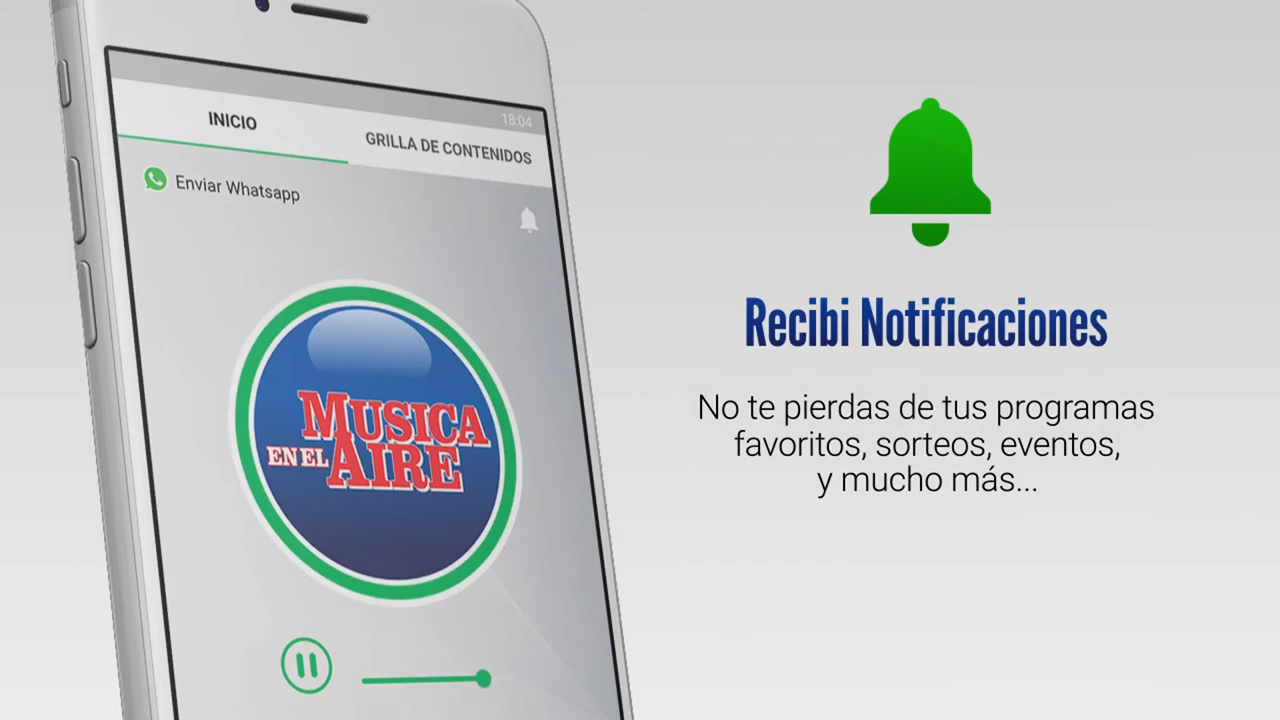 18:04
INICIO
GRILLA DE CONTENIDOS
Enviar Whatsapp
MUSICA
EN EL AIRE
Recibi Notificaciones
No te pierdas de tus programas
favoritos, sorteos, eventos,
y mucho más...